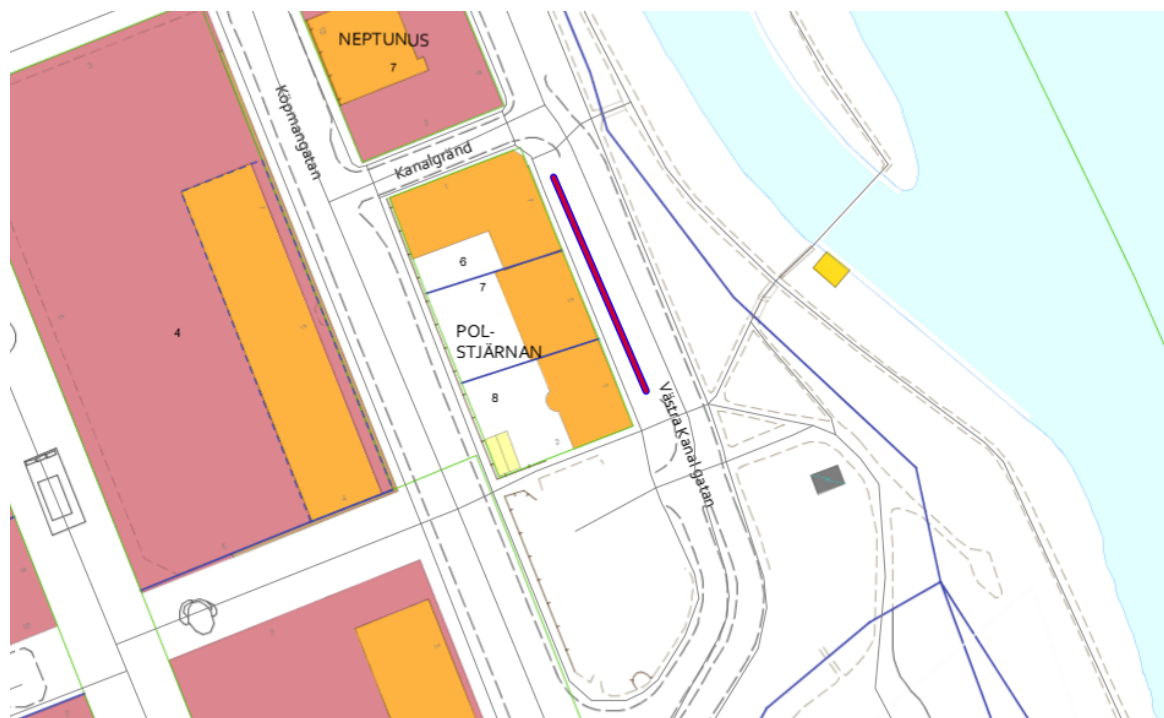 NEPTUNUS
7
Köpmangatan
Kanalgränd
6
7
POL-
STJÄRNAN
4
8
Västra Kanalgatan